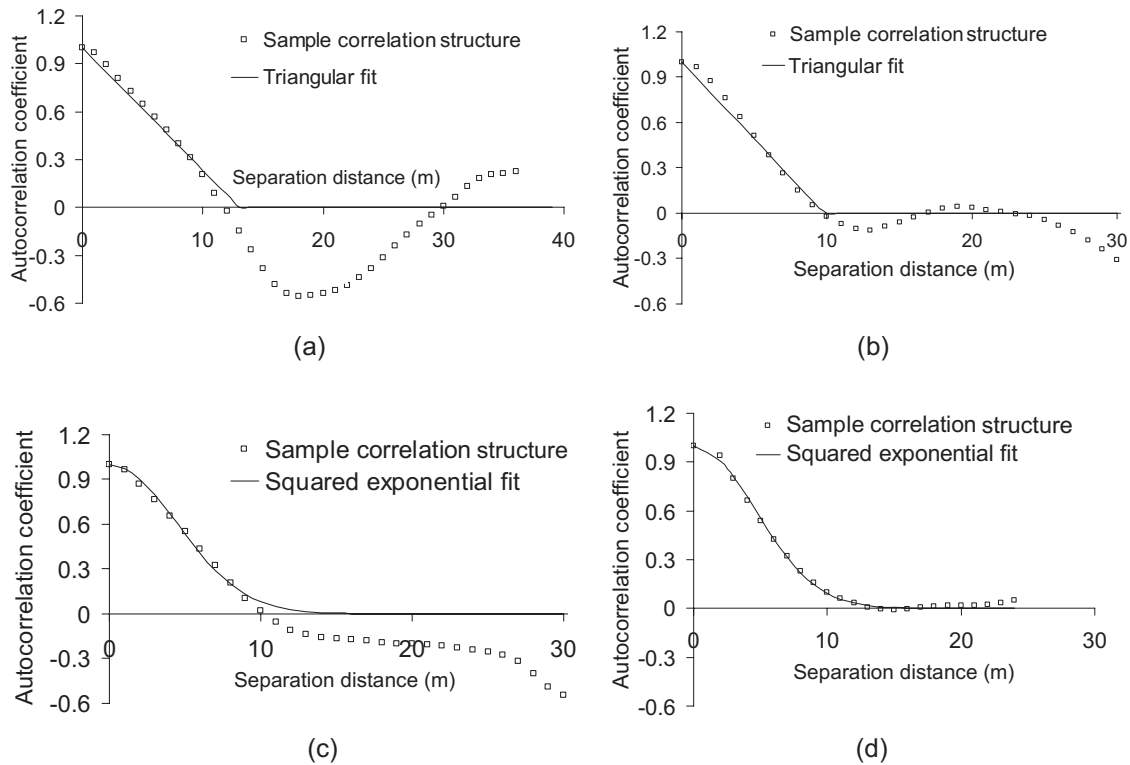 Autocorrelation coefficient
1.2
0.9
0.6
0.3
0
-0.3
-0.6
Sample correlation structure
Triangular fit
Separation distance (m)
0 10 20 30 40
(a)
Autocorrelation coefficient
1.2
0.9
0.6
0.3
0
-0.3
-0.6
Sample correlation structure
Triangular fit
0 10 20 30
Separation distance (m)
(b)
Autocorrelation coefficient
1.2
0.9
0.6
0.3
0
-0.3
-0.6
Sample correlation structure
Squared exponential fit
0 10 20 30
Separation distance (m)
(c)
Autocorrelation coefficient
1.2
0.9
0.6
0.3
0
-0.3
-0.6
Sample correlation structure
Squared exponential fit
0 10 20 30
Separation distance (m)
(d)